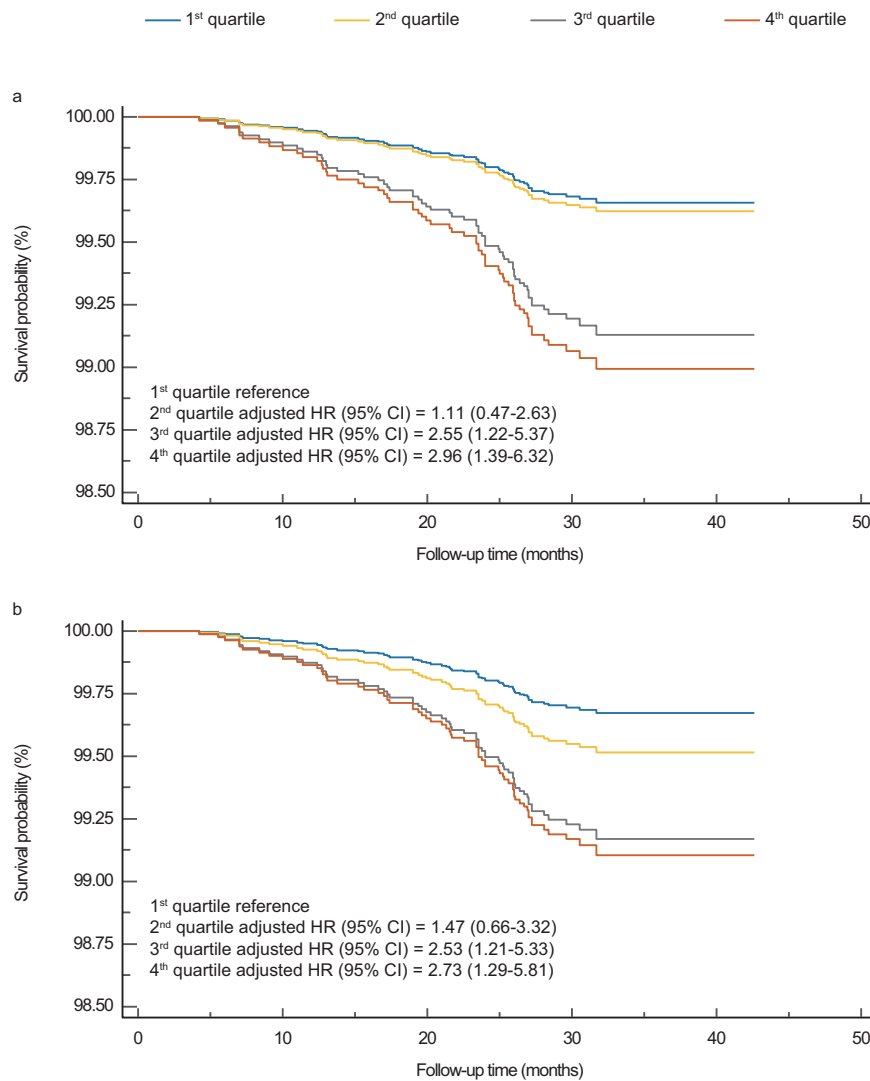 1st quartile 2nd quartile 3rd quartile 4th quartile
a
100.00
99.75
99.50
99.25
99.00
98.75
98.50
Survival probability (%)
1st quartile reference
2nd quartile adjusted HR (95% CI) = 1.11 (0.47-2.63)
3rd quartile adjusted HR (95% CI) = 2.55 (1.22-5.37)
4th quartile adjusted HR (95% CI) = 2.96 (1.39-6.32)
0 10 20 30 40 50
Follow-up time (months)
b
100.00
99.75
99.50
99.25
99.00
98.75
98.50
Survival probability (%)
1st quartile reference
2nd quartile adjusted HR (95% CI) = 1.47 (0.66-3.32)
3rd quartile adjusted HR (95% CI) = 2.53 (1.21-5.33)
4th quartile adjusted HR (95% CI) = 2.73 (1.29-5.81)
0 10 20 30 40 50
Follow-up time (months)